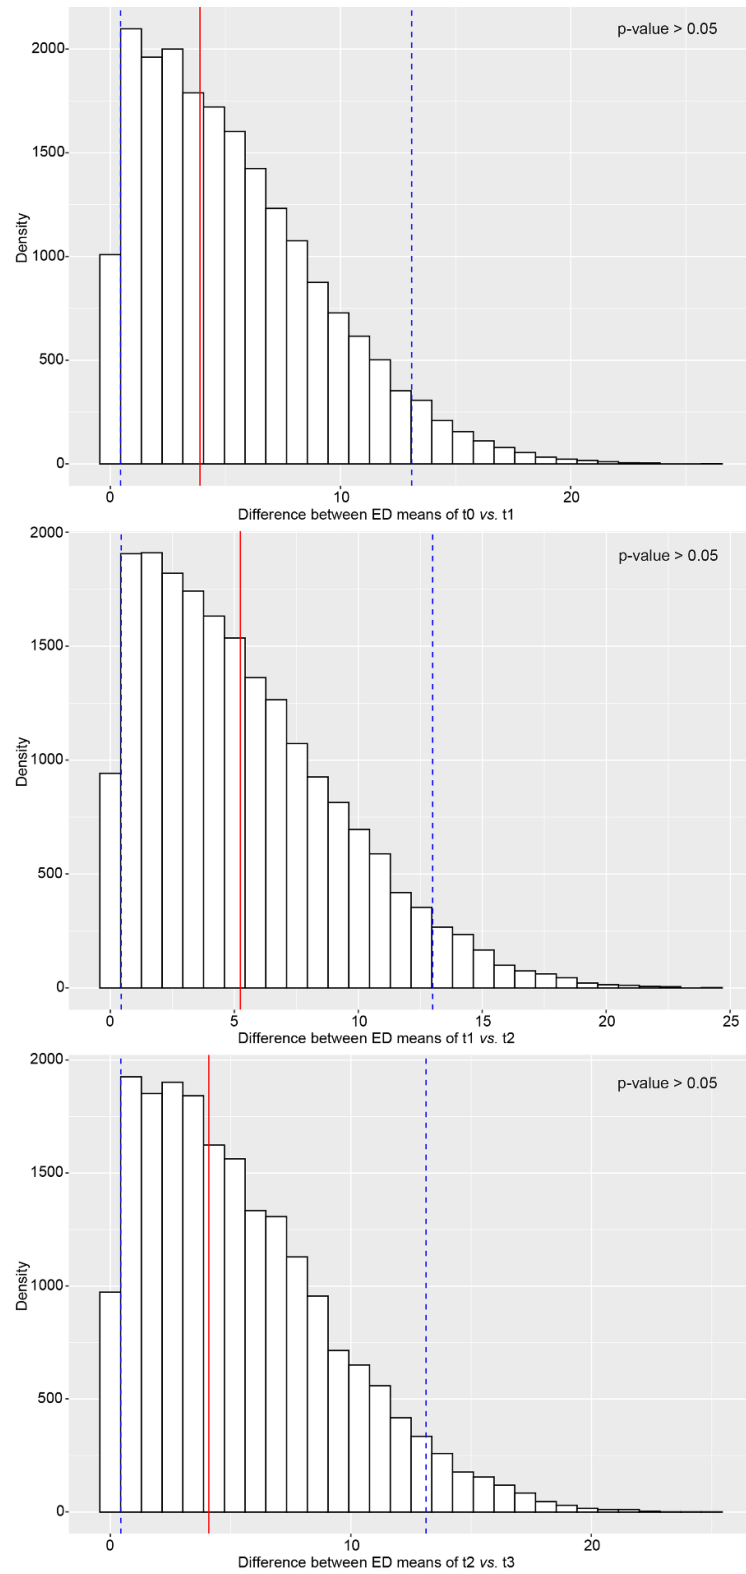 p-value > 0.05
2000
1500
1000
500
0
Density
0 10 20
Difference between ED means of t0 vs. t1
p-value > 0.05
2000
1500
1000
500
0
Density
0 5 10 15 20 25
Difference between ED means of t1 vs. t2
p-value > 0.05
2000
1500
1000
500
0
Density
0 10 20
Difference between ED means of t2 vs. t3